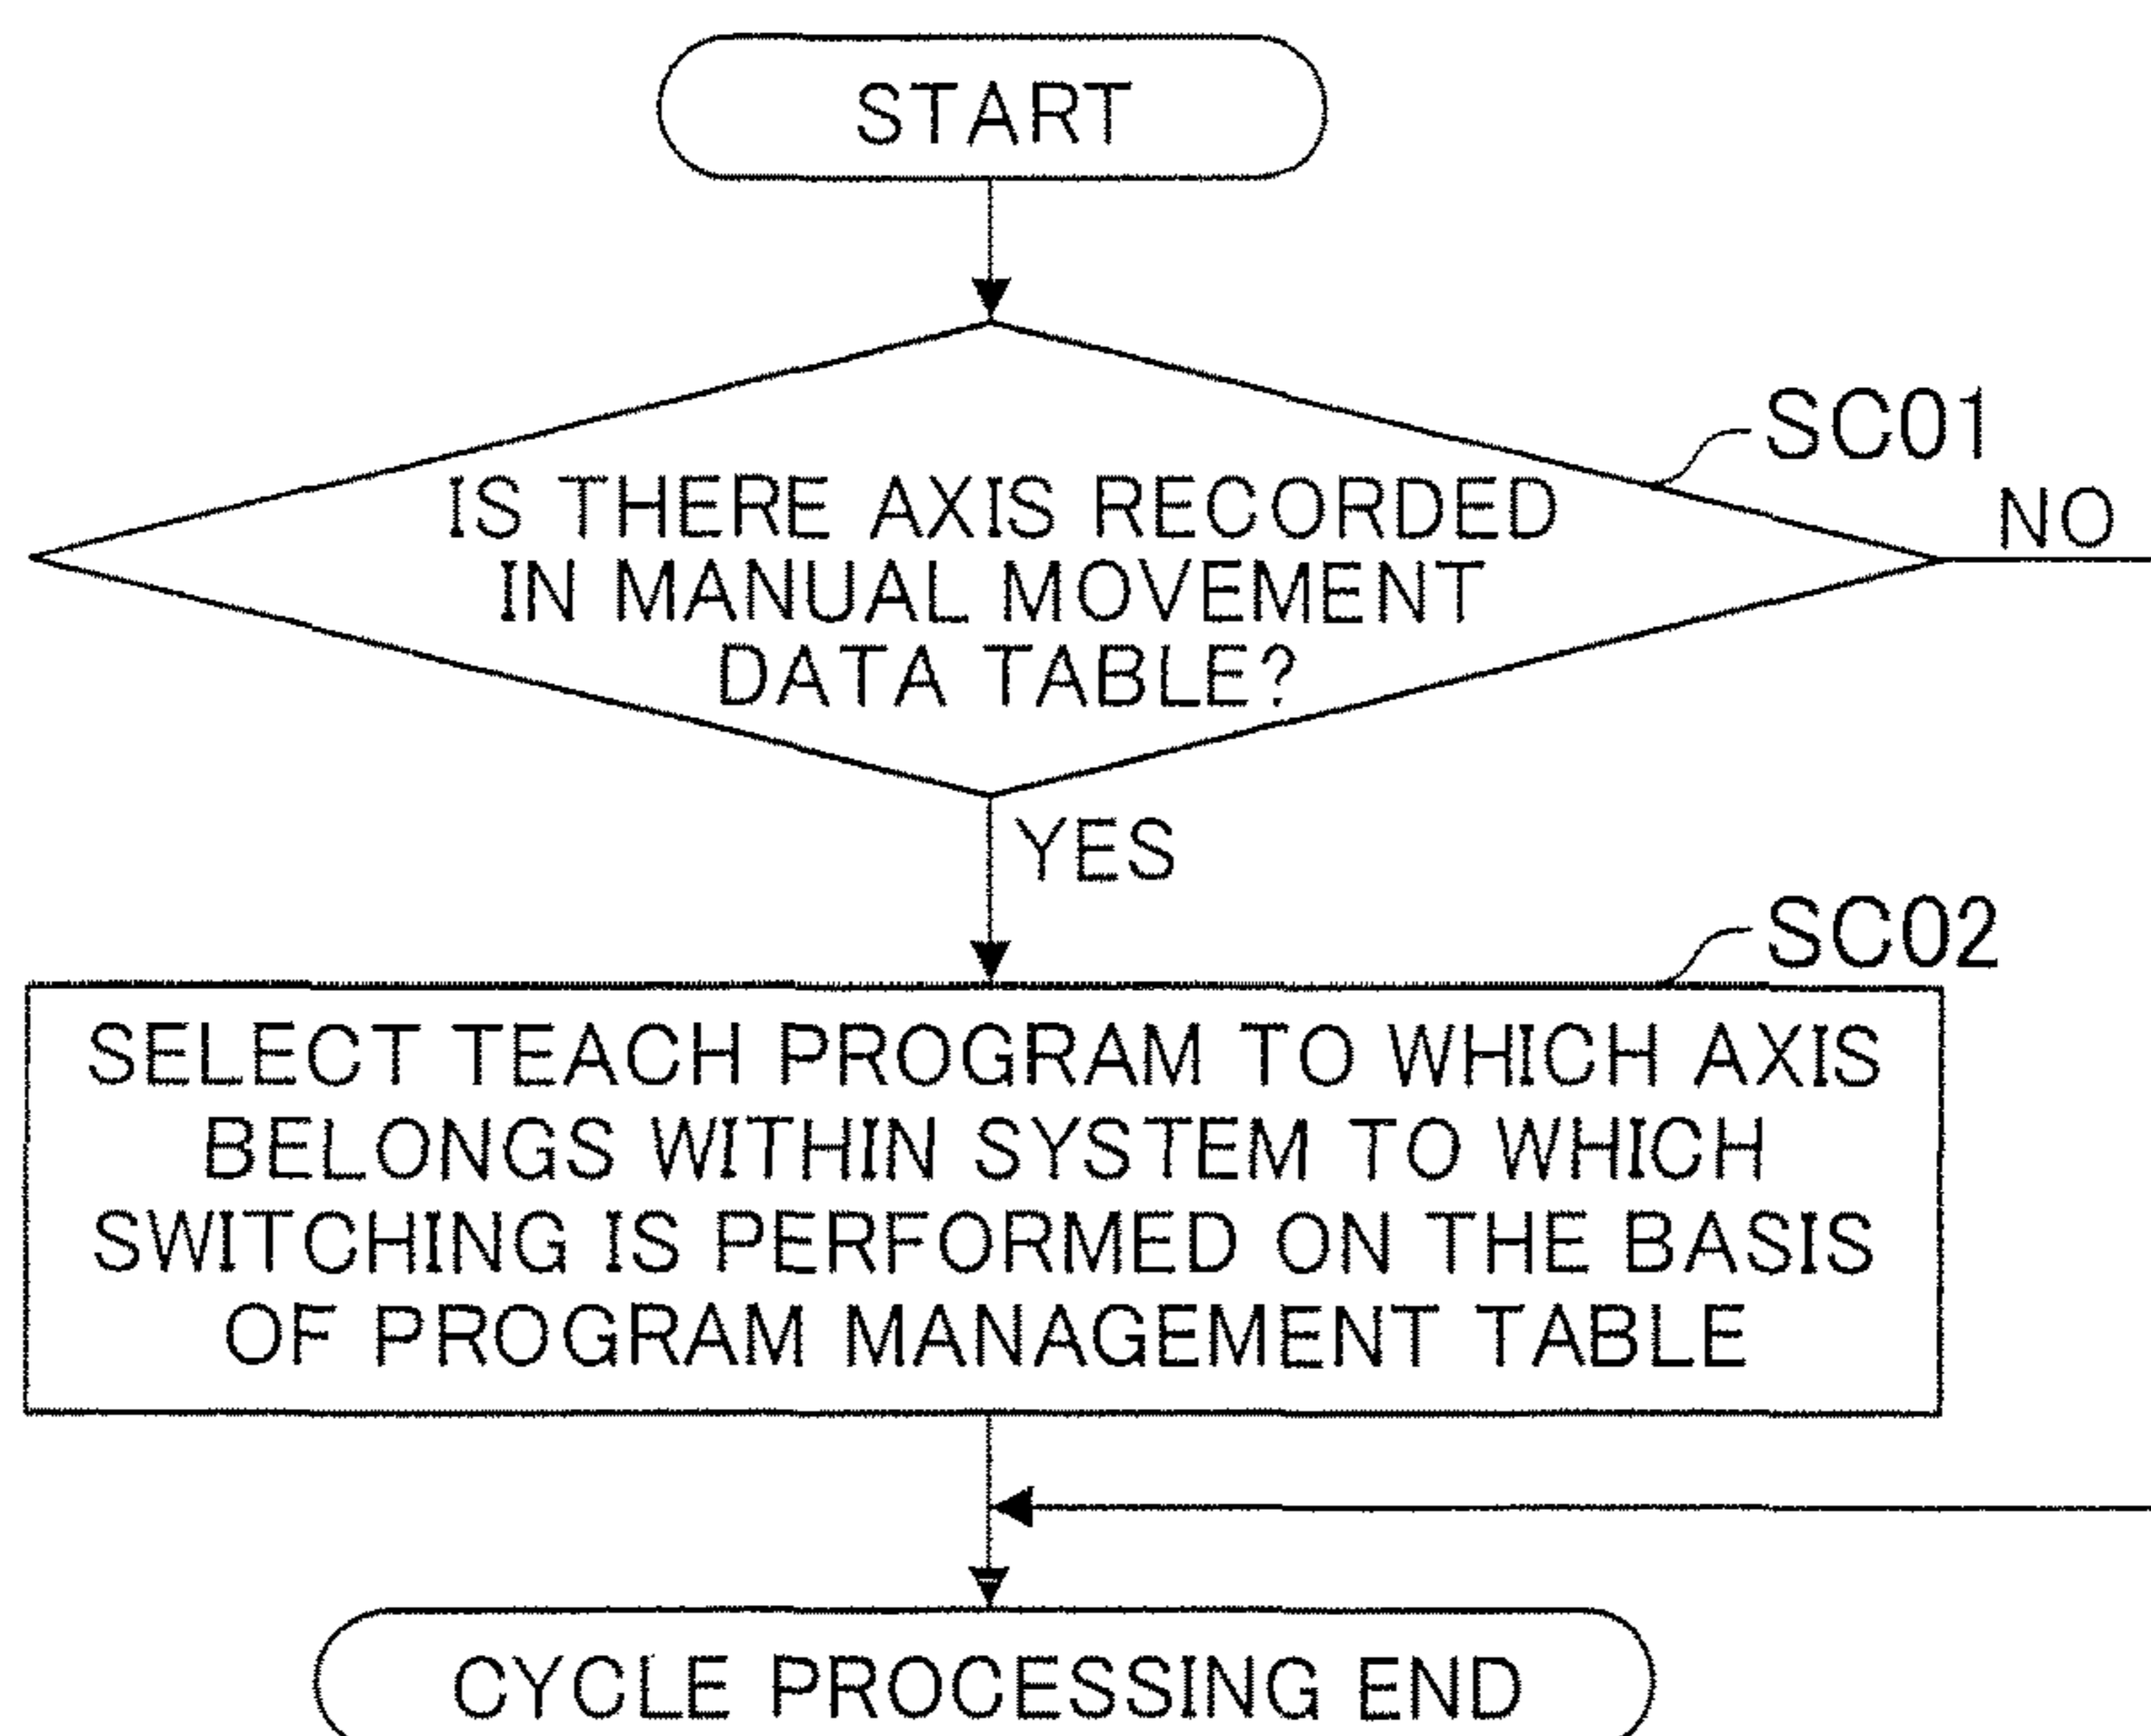 START
SC01
IS THERE AXIS RECORDED
IN MANUAL MOVEMENT
DATA TABLE?
NO
YES
SC02
SELECT TEACH PROGRAM TO WHICH AXIS
BELONGS WITHIN SYSTEM TO WHICH
SWITCHING IS PERFORMED ON THE BASIS
OF PROGRAM MANAGEMENT TABLE
CYCLE PROCESSING END